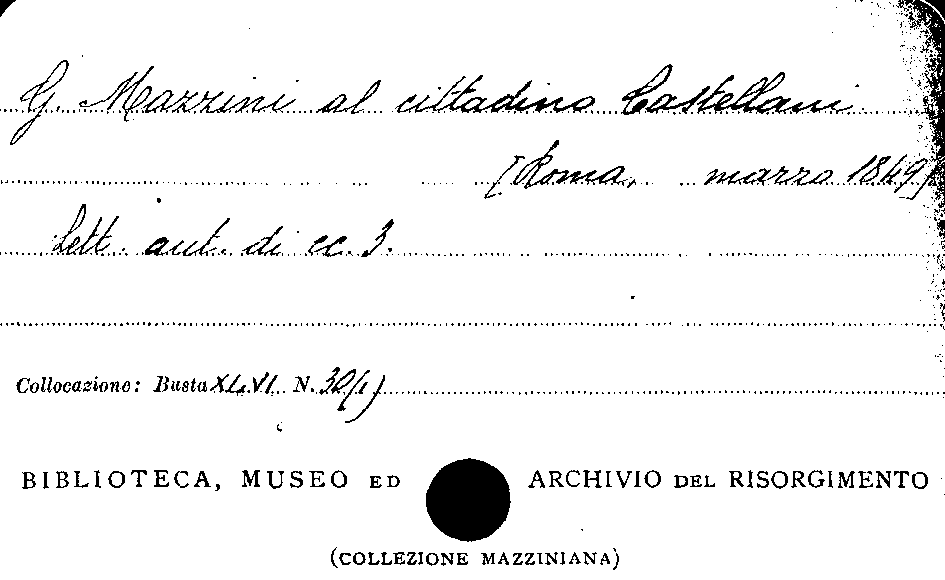 G. Mazzini al cittadino Castellani
[Roma, marzo 1849]
Lett. aut. di cc. 3.
Collocazione: Busta XLVI N. 30(1)
BIBLIOTECA, MUSEO ED ARCHIVIO DEL RISORGIMENTO
(COLLEZIONE MAZZINIANA)